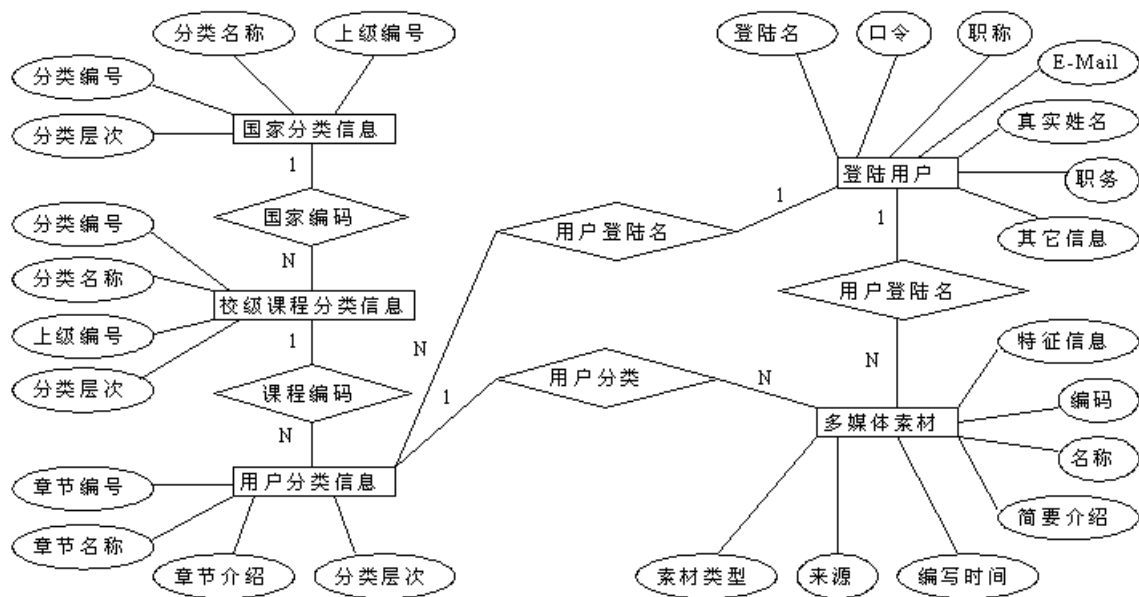 分类名称
上级编号
登陆名
口令
职称
分类编号
E-Mail
分类层次
国家分类信息
真实姓名
登陆用户
职务
1
国家编码
1
1
分类编号
用户登陆名
其它信息
N
分类名称
校级课程分类信息
用户登陆名
上级编号
1
N
特征信息
分类层次
课程编码
1
用户分类
N
N
编码
N
多媒体素材
名称
章节编号
用户分类信息
简要介绍
章节名称
章节介绍
分类层次
素材类型
来源
编写时间